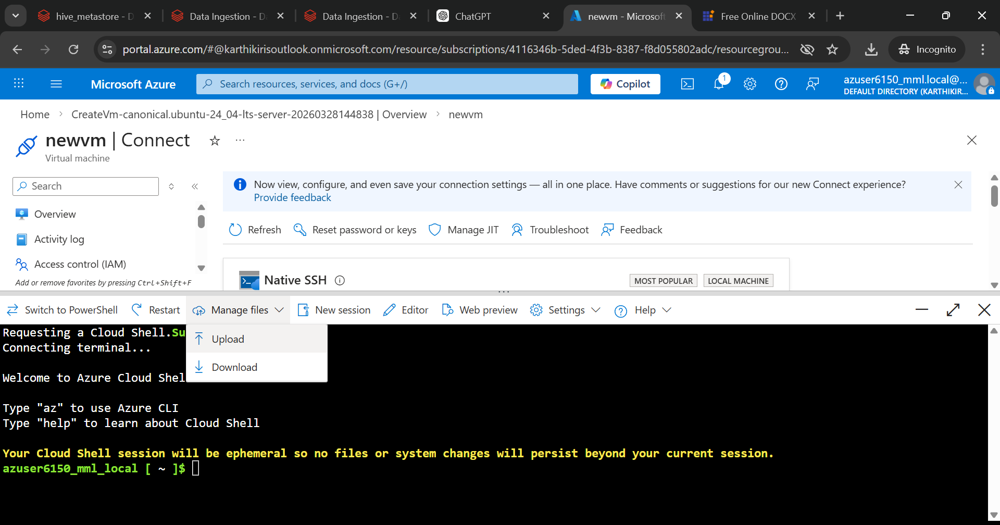 hive_metastore - D
Data Ingestion - D
Data Ingestion - D
ChatGPT
newvm - Microsoft
Free Online DOCX
portal.azure.com/#@karthikirisoutlook.onmicrosoft.com/resource/subscriptions/4116346b-5ded-4f3b-8387-f8d055802adc/resourcegrou...
Incognito
Microsoft Azure
Search resources, services, and docs (G+/)
Copilot
1
azuser6150_mml.local@...
DEFAULT DIRECTORY (KARTHIKIR...
Home > CreateVm-canonical.ubuntu-24_04-lts-server-20260328144838 | Overview > newvm
newvm | Connect
Virtual machine
Search
Overview
Activity log
Access control (IAM)
Add or remove favorites by pressing Ctrl+Shift+F
Now view, configure, and even save your connection settings — all in one place. Have comments or suggestions for our new Connect experience?
Provide feedback
Refresh
Reset password or keys
Manage JIT
Troubleshoot
Feedback
Native SSH
MOST POPULAR
LOCAL MACHINE
Switch to PowerShell
Restart
Manage files
New session
Editor
Web preview
Settings
Help
Upload
Download
Requesting a Cloud Shell.Su
Connecting terminal...
Welcome to Azure Cloud Shel
Type "az" to use Azure CLI
Type "help" to learn about Cloud Shell
Your Cloud Shell session will be ephemeral so no files or system changes will persist beyond your current session.
azuser6150_mml_local [ ~ ]$